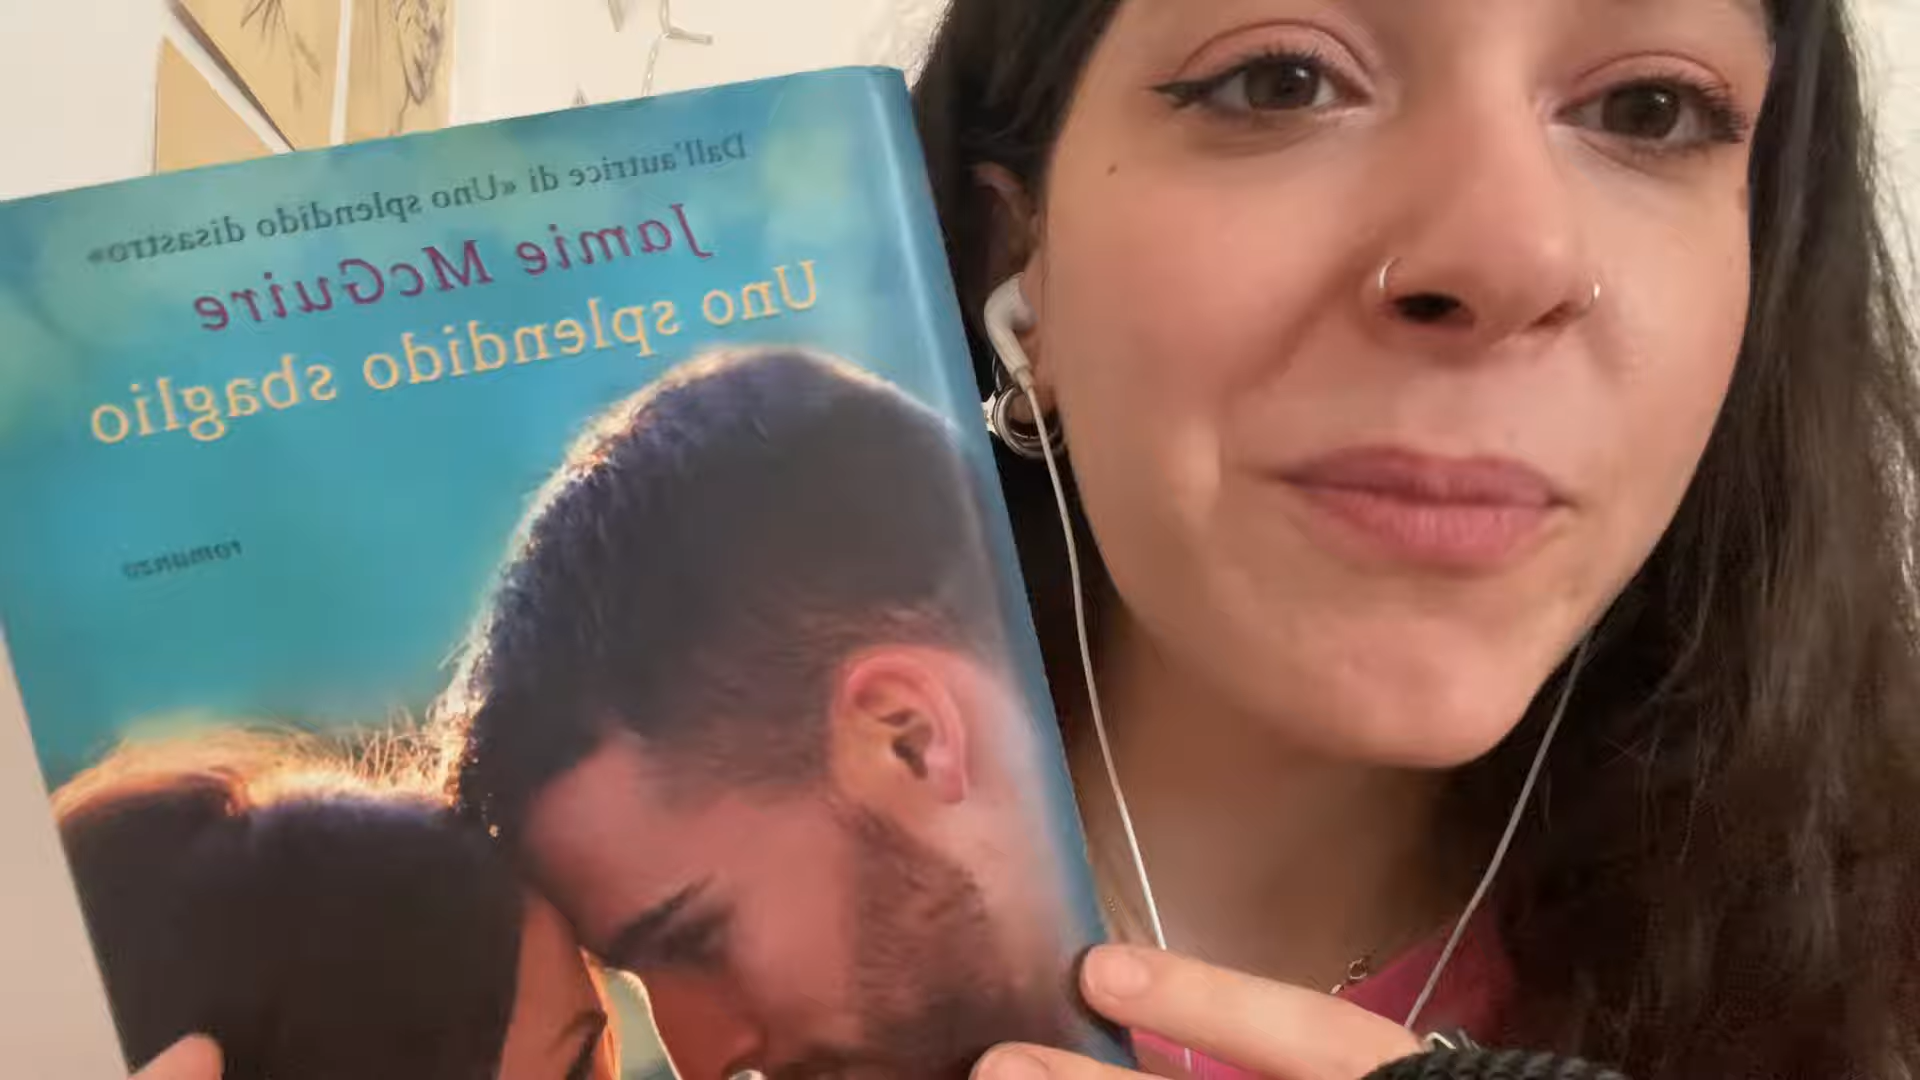 Dall'autrice di «Uno splendido disastro»
Jamie McGuire
Uno splendido sbaglio
romanzo